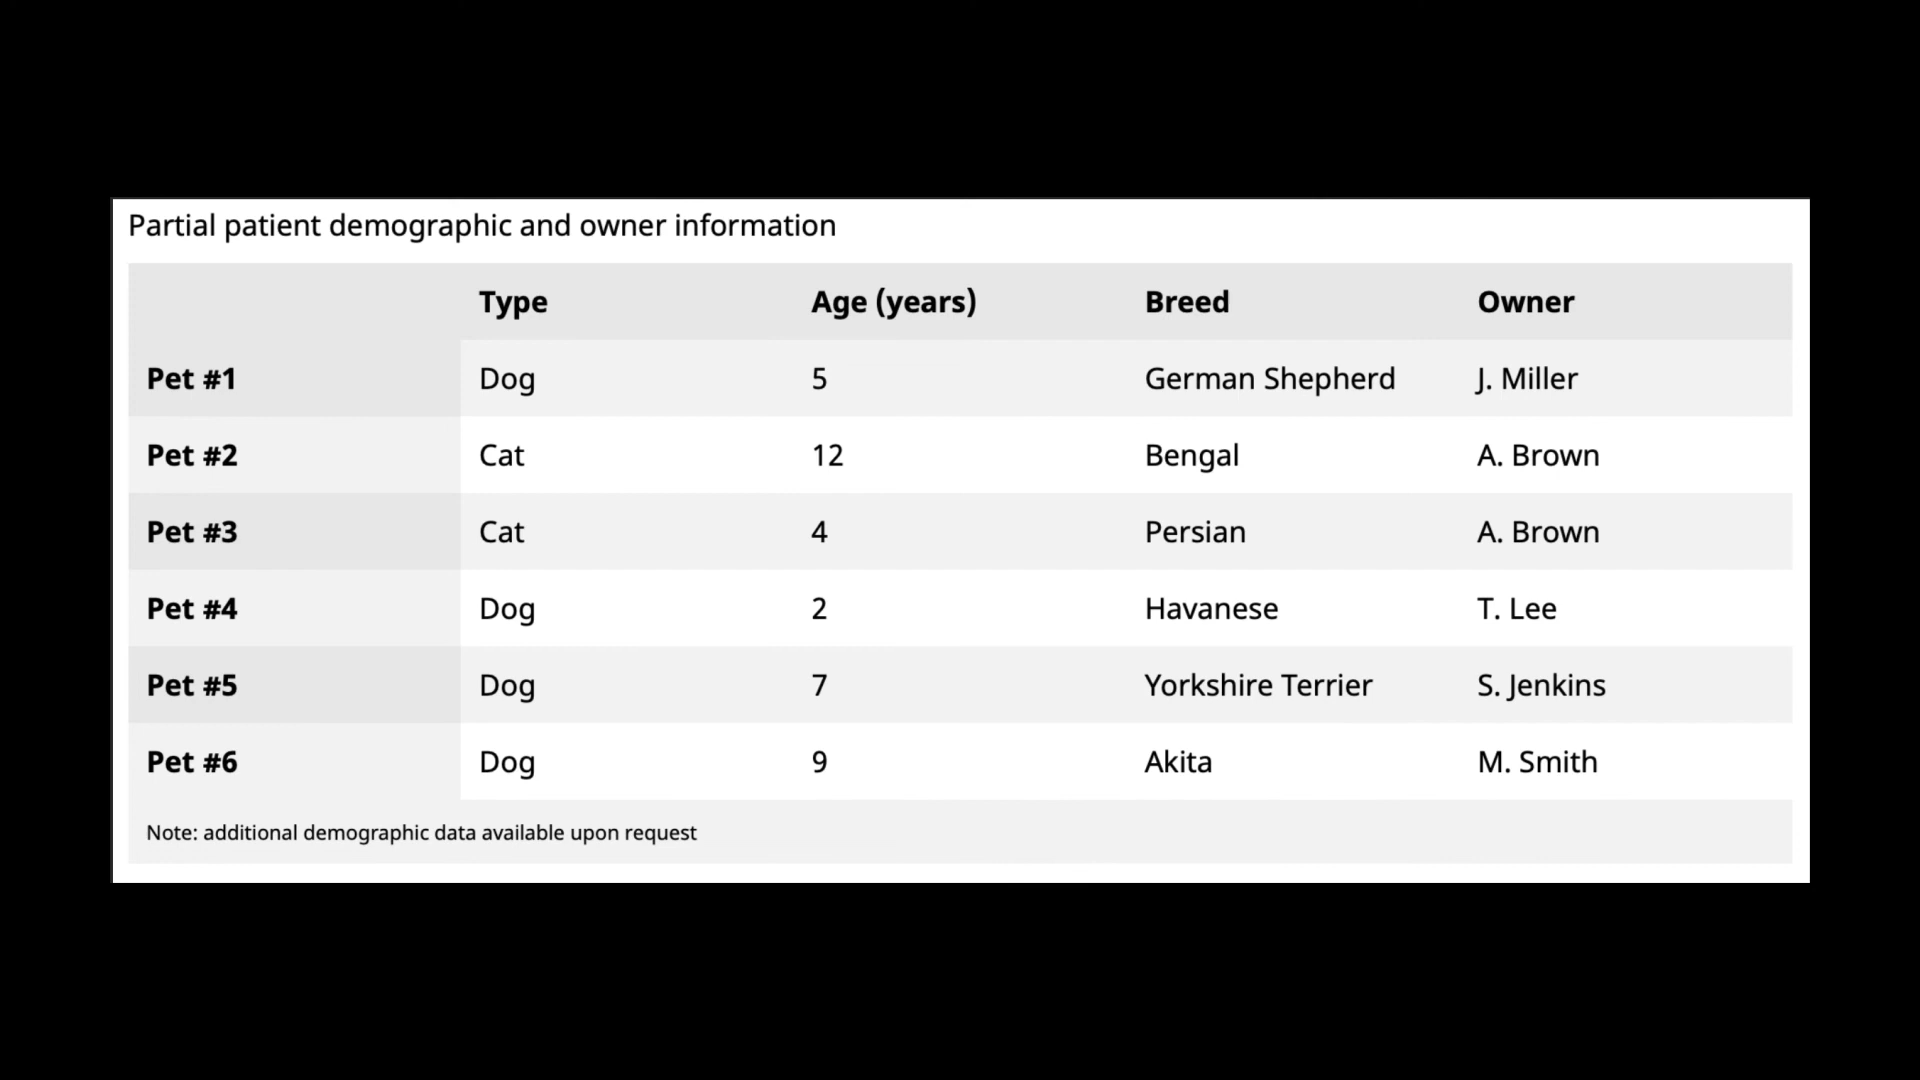 Partial patient demographic and owner information
Type Age (years) Breed Owner
Pet #1 Dog 5 German Shepherd J. Miller
Pet #2 Cat 12 Bengal A. Brown
Pet #3 Cat 4 Persian A. Brown
Pet #4 Dog 2 Havanese T. Lee
Pet #5 Dog 7 Yorkshire Terrier S. Jenkins
Pet #6 Dog 9 Akita M. Smith
Note: additional demographic data available upon request